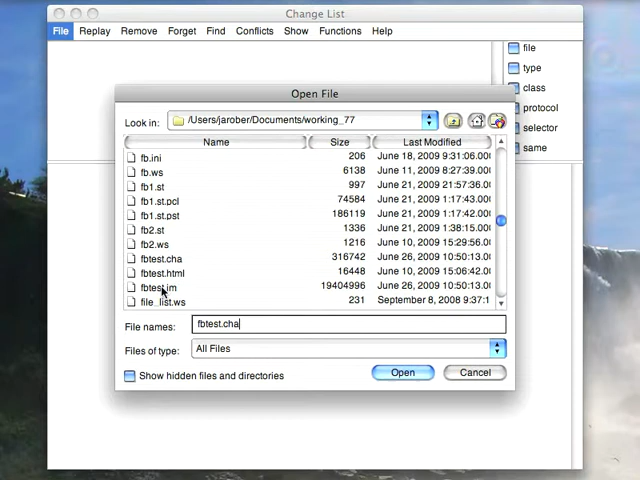 Change List
File Replay Remove Forget Find Conflicts Show Functions Help
file
type
class
protocol
selector
same
Open File
Look in: /Users/jarober/Documents/working_77
Name Size Last Modified
fb.ini 206 June 18, 2009 9:31:06.00
fb.ws 6138 June 11, 2009 8:27:39.00
fb1.st 997 June 21, 2009 21:57:36.0
fb1.st.pcl 74584 June 21, 2009 1:17:43.00
fb1.st.pst 186119 June 21, 2009 1:17:42.00
fb2.st 1336 June 21, 2009 1:38:15.00
fb2.ws 1216 June 10, 2009 15:29:56.0
fbtest.cha 316742 June 26, 2009 10:50:13.0
fbtest.html 16448 June 10, 2009 15:06:42.0
fbtest.im 19404996 June 26, 2009 10:50:13.0
file_list.ws 231 September 8, 2008 9:37:1
File names: fbtest.cha
Files of type: All Files
Show hidden files and directories Open Cancel